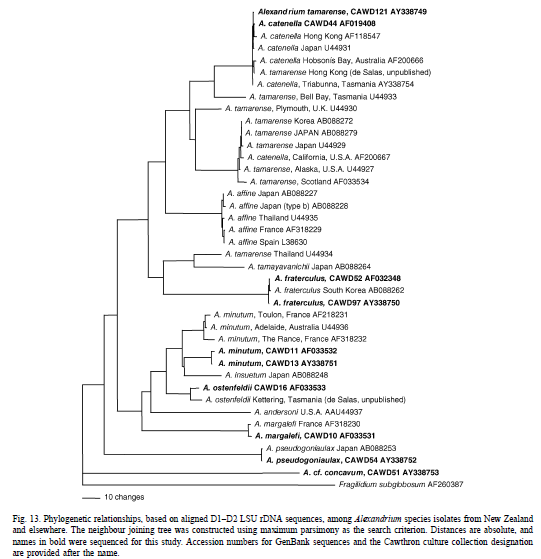 Alexandrium tamarense, CAWD121 AY338749
A. catenella CAWD44 AF019408
A. catenella Hong Kong AF118547
A. catenella Japan U44931
A. catenella Hobsonís Bay, Australia AF200666
A. tamarense Hong Kong (de Salas, unpublished)
A. catenella, Triabunna, Tasmania AY338754
A. tamarense, Bell Bay, Tasmania U44933
A. tamarense, Plymouth, U.K. U44930
A. tamarense Korea AB088272
A. tamarense JAPAN AB088279
A. tamarense Japan U44929
A. catenella, California, U.S.A. AF200667
A. tamarense, Alaska, U.S.A. U44927
A. tamarense, Scotland AF033534
A. affine Japan AB088227
A. affine Japan (type b) AB088228
A. affine Thailand U44935
A. affine France AF318229
A. affine Spain L38630
A. tamarense Thailand U44934
A. tamayavanichii Japan AB088264
A. fraterculus, CAWD52 AF032348
A. fraterculus South Korea AB088262
A. fraterculus, CAWD97 AY338750
A. minutum, Toulon, France AF218231
A. minutum, Adelaide, Australia U44936
A. minutum, The Rance, France AF318232
A. minutum, CAWD11 AF033532
A. minutum, CAWD13 AY338751
A. insuetum Japan AB088248
A. ostenfeldii CAWD16 AF033533
A. ostenfeldii Kettering, Tasmania (de Salas, unpublished)
A. andersoni U.S.A. AAU44937
A. margalefi France AF318230
A. margalefi, CAWD10 AF033531
A. pseudogoniaulax Japan AB088253
A. pseudogoniaulax, CAWD54 AY338752
A. cf. concavum, CAWD51 AY338753
Fragilidium subglobosum AF260387
10 changes
Fig. 13. Phylogenetic relationships, based on aligned D1–D2 LSU rDNA sequences, among Alexandrium species isolates from New Zealand
and elsewhere. The neighbour joining tree was constructed using maximum parsimony as the search criterion. Distances are absolute, and
names in bold were sequenced for this study. Accession numbers for GenBank sequences and the Cawthron culture collection designation
are provided after the name.